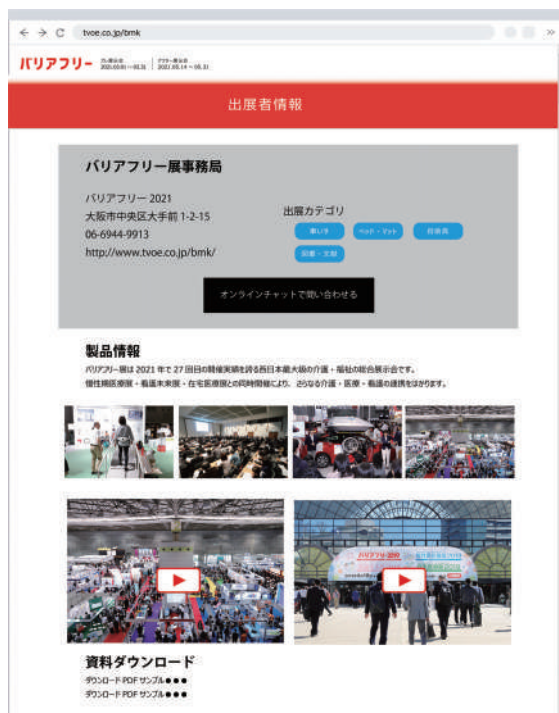 tvoe.co.jp/bmk
バリアフリー
出展者情報
バリアフリー展事務局
バリアフリー 2021
大阪市中央区大手前 1-2-15
06-6944-9913
http://www.tvoe.co.jp/bmk/
出展カテゴリ
車いす
ベッド・マット
オンラインチャットで問い合わせる
製品情報
バリアフリー展は 2021 年で 27 回目の開催実績を誇る西日本最大級の介護・福祉の総合展示会です。
慢性期医療展・看護未来展・在宅医療展との同時開催により、さらなる介護・医療・看護の連携をはかります。
資料ダウンロード
ダウンロード PDF サンプル●●●
ダウンロード PDF サンプル●●●